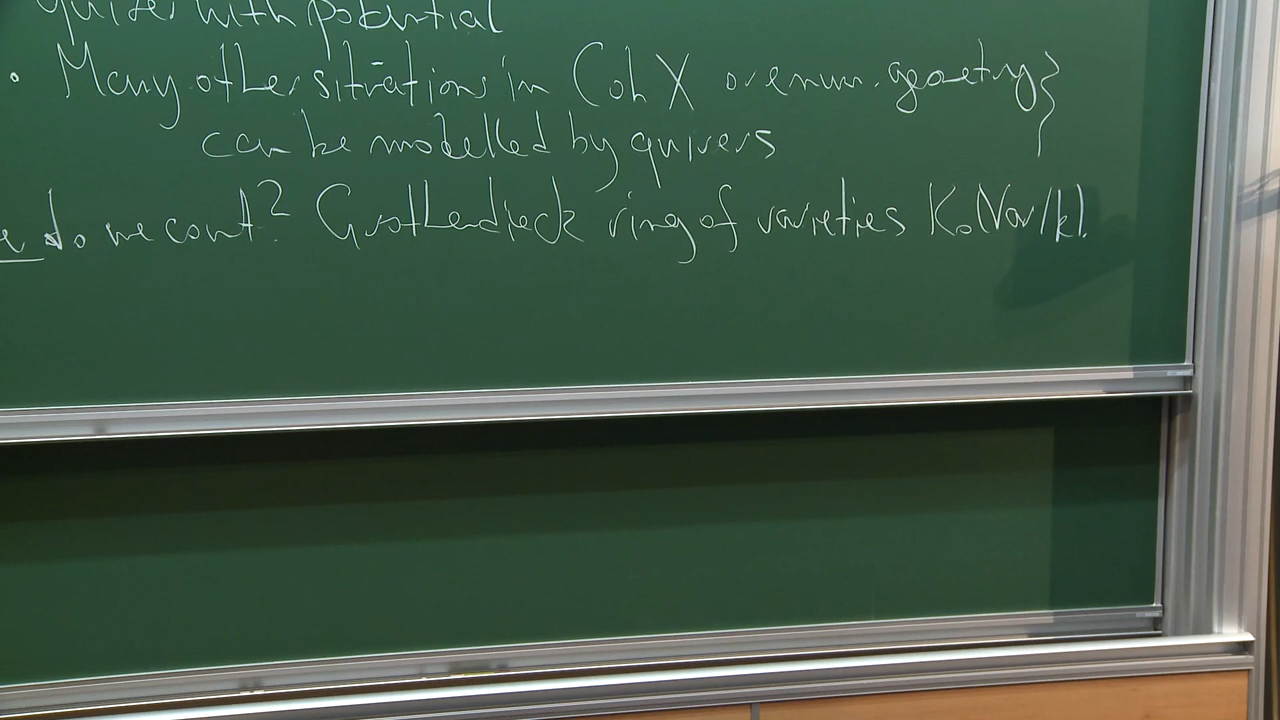 quiver with potential
• Many other situations in Coh X or enum. geometry }
can be modelled by quivers
do we count? Grothendieck ring of varieties K₀(Var/k).